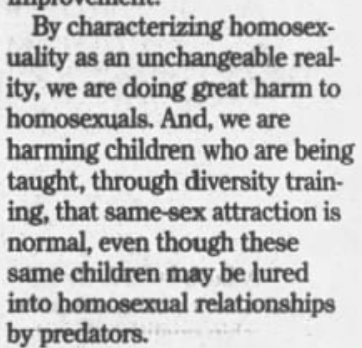 improvement.
By characterizing homosex-
uality as an unchangeable real-
ity, we are doing great harm to
homosexuals. And, we are
harming children who are being
taught, through diversity train-
ing, that same-sex attraction is
normal, even though these
same children may be lured
into homosexual relationships
by predators.